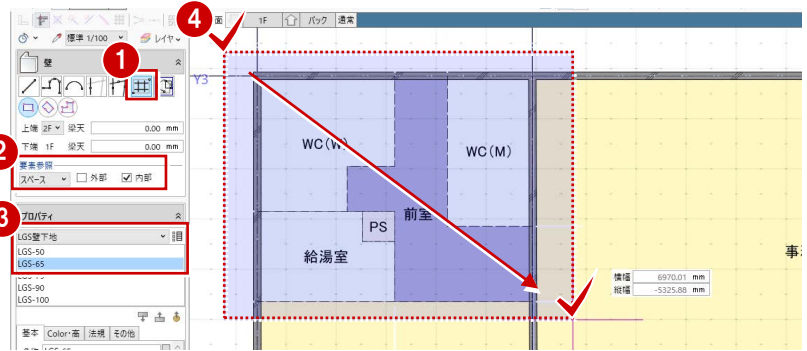 4 面 1F バック 通常
標準 1/100 レイヤ
1
壁
上端 2F 梁天 0.00 mm
下端 1F 梁天 0.00 mm
2
要素参照
スペース 外部 内部
3
プロパティ
LGS壁下地
LGS-50
LGS-65
LGS-90
LGS-100
基本 Color・高 法規 その他
LGS-65
Y3
WC(W)
WC(M)
前室
PS
給湯室
横幅 6970.01 mm
縦幅 -5325.88 mm